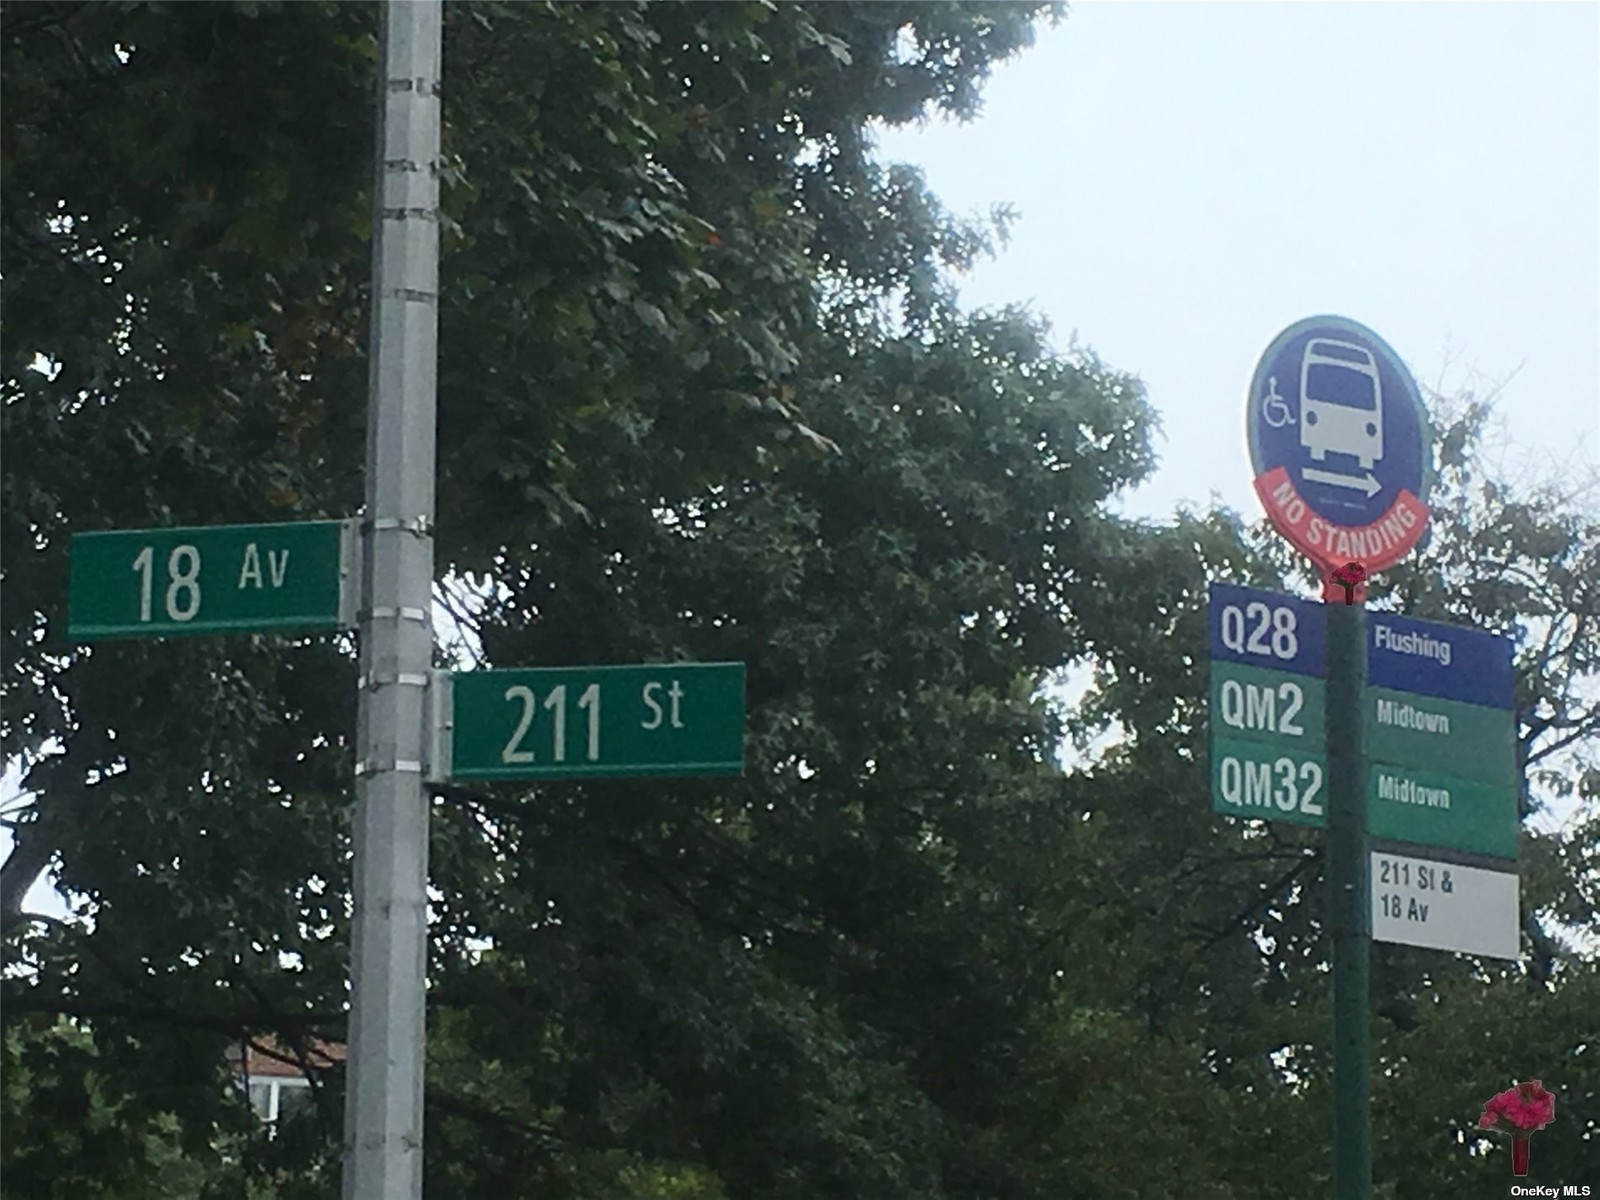 18 Av
211 St
NO STANDING
Q28 Flushing
QM2 Midtown
QM32 Midtown
211 St &
18 Av
OneKey MLS